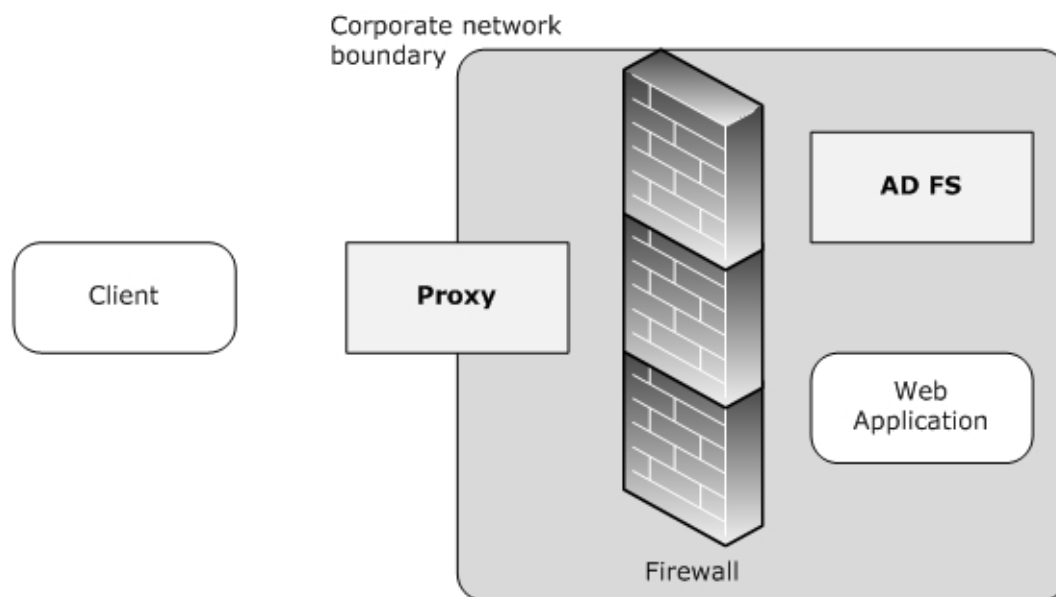 Corporate network
boundary
AD FS
Client
Proxy
Web
Application
Firewall